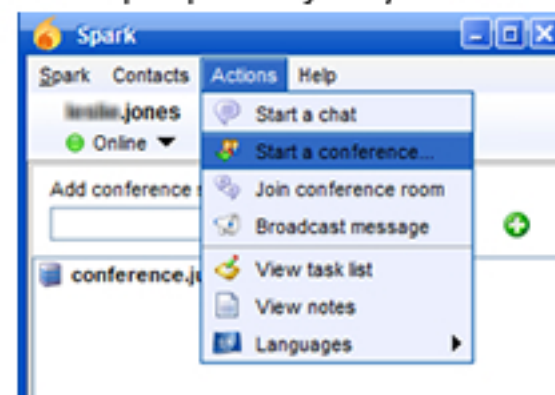 Spark
Spark Contacts Actions Help
.jones
Online
Start a chat
Start a conference...
Add conference s
Join conference room
Broadcast message
conference.ju
View task list
View notes
Languages